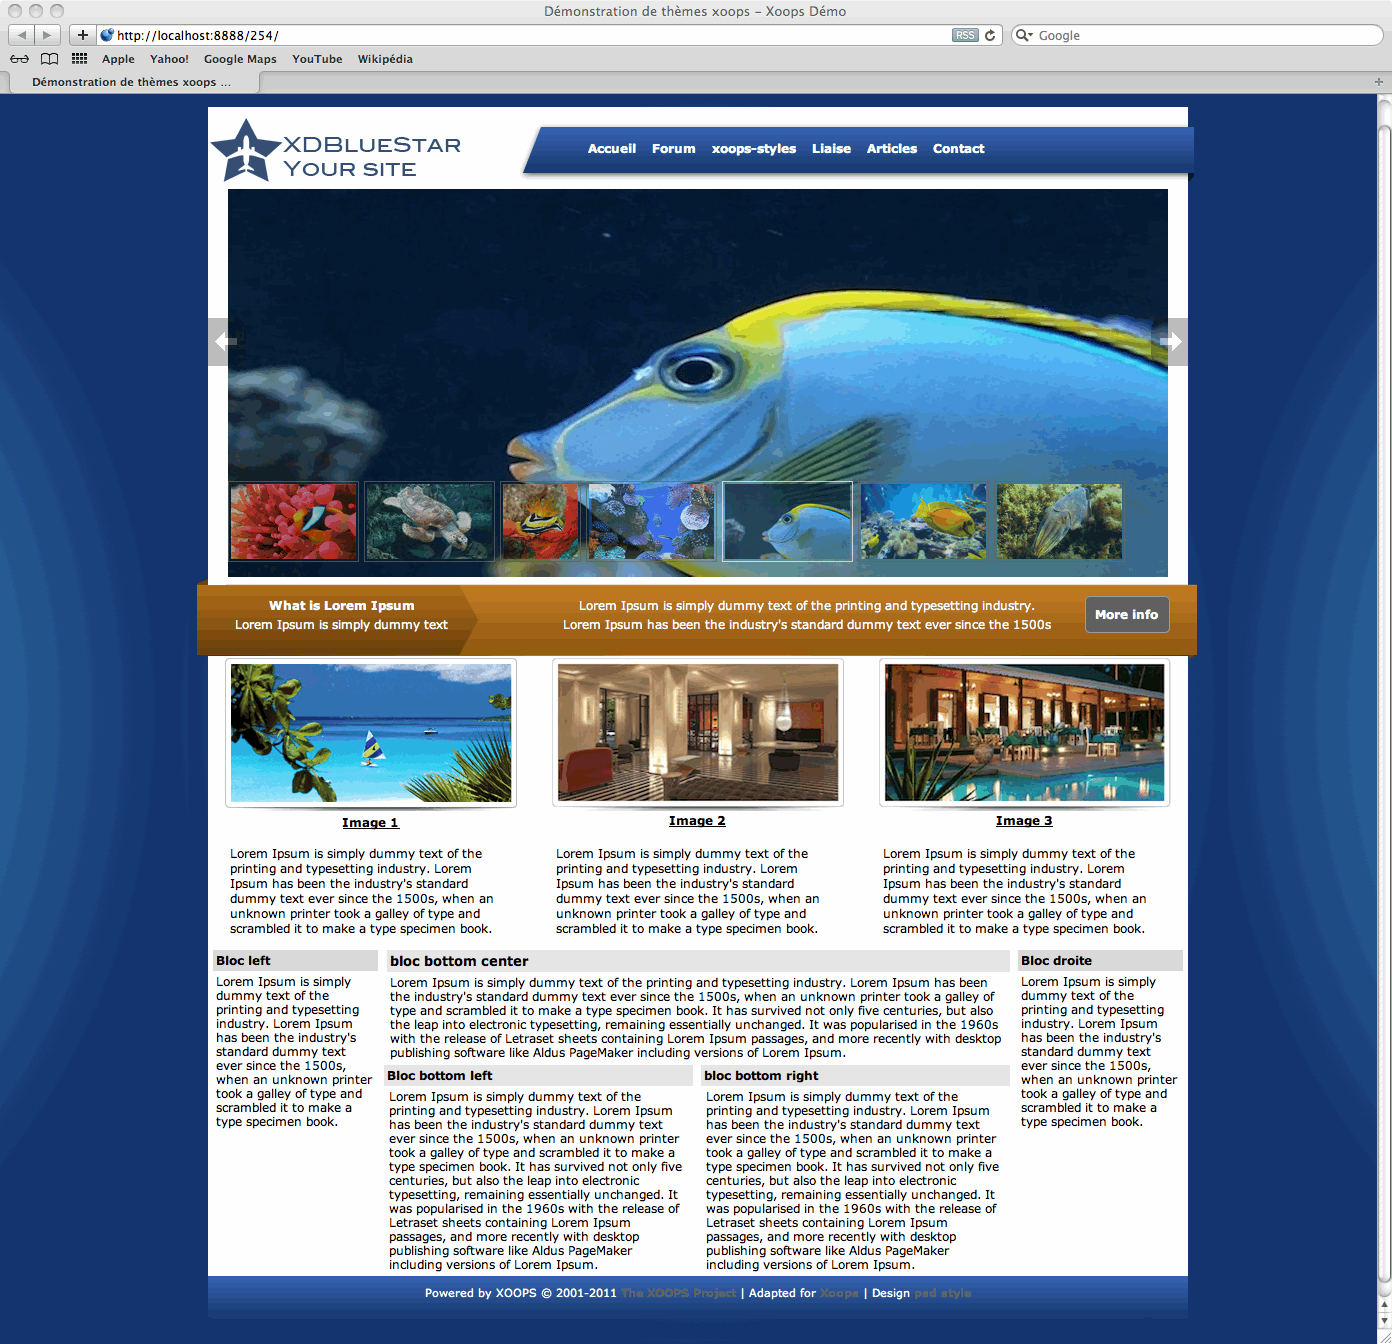 Démonstration de thèmes xoops – Xoops Démo
http://localhost:8888/254/
RSS
Google
Apple Yahoo! Google Maps YouTube Wikipédia
Démonstration de thèmes xoops ...
XDBlueStar
Your site
Accueil Forum xoops-styles Liaise Articles Contact
What is Lorem Ipsum
Lorem Ipsum is simply dummy text
Lorem Ipsum is simply dummy text of the printing and typesetting industry.
Lorem Ipsum has been the industry's standard dummy text ever since the 1500s
More info
Image 1
Lorem Ipsum is simply dummy text of the
printing and typesetting industry. Lorem
Ipsum has been the industry's standard
dummy text ever since the 1500s, when an
unknown printer took a galley of type and
scrambled it to make a type specimen book.
Image 2
Lorem Ipsum is simply dummy text of the
printing and typesetting industry. Lorem
Ipsum has been the industry's standard
dummy text ever since the 1500s, when an
unknown printer took a galley of type and
scrambled it to make a type specimen book.
Image 3
Lorem Ipsum is simply dummy text of the
printing and typesetting industry. Lorem
Ipsum has been the industry's standard
dummy text ever since the 1500s, when an
unknown printer took a galley of type and
scrambled it to make a type specimen book.
Bloc left
Lorem Ipsum is simply
dummy text of the
printing and typesetting
industry. Lorem Ipsum
has been the industry's
standard dummy text
ever since the 1500s,
when an unknown printer
took a galley of type and
scrambled it to make a
type specimen book.
bloc bottom center
Lorem Ipsum is simply dummy text of the printing and typesetting industry. Lorem Ipsum has been
the industry's standard dummy text ever since the 1500s, when an unknown printer took a galley of
type and scrambled it to make a type specimen book. It has survived not only five centuries, but also
the leap into electronic typesetting, remaining essentially unchanged. It was popularised in the 1960s
with the release of Letraset sheets containing Lorem Ipsum passages, and more recently with desktop
publishing software like Aldus PageMaker including versions of Lorem Ipsum.
Bloc bottom left
Lorem Ipsum is simply dummy text of the
printing and typesetting industry. Lorem Ipsum
has been the industry's standard dummy text
ever since the 1500s, when an unknown printer
took a galley of type and scrambled it to make a
type specimen book. It has survived not only five
centuries, but also the leap into electronic
typesetting, remaining essentially unchanged. It
was popularised in the 1960s with the release of
Letraset sheets containing Lorem Ipsum
passages, and more recently with desktop
publishing software like Aldus PageMaker
including versions of Lorem Ipsum.
bloc bottom right
Lorem Ipsum is simply dummy text of the
printing and typesetting industry. Lorem Ipsum
has been the industry's standard dummy text
ever since the 1500s, when an unknown printer
took a galley of type and scrambled it to make a
type specimen book. It has survived not only five
centuries, but also the leap into electronic
typesetting, remaining essentially unchanged. It
was popularised in the 1960s with the release of
Letraset sheets containing Lorem Ipsum
passages, and more recently with desktop
publishing software like Aldus PageMaker
including versions of Lorem Ipsum.
Bloc droite
Lorem Ipsum is simply
dummy text of the
printing and typesetting
industry. Lorem Ipsum
has been the industry's
standard dummy text
ever since the 1500s,
when an unknown printer
took a galley of type and
scrambled it to make a
type specimen book.
Powered by XOOPS © 2001-2011 The XOOPS Project | Adapted for Xoops | Design psd style